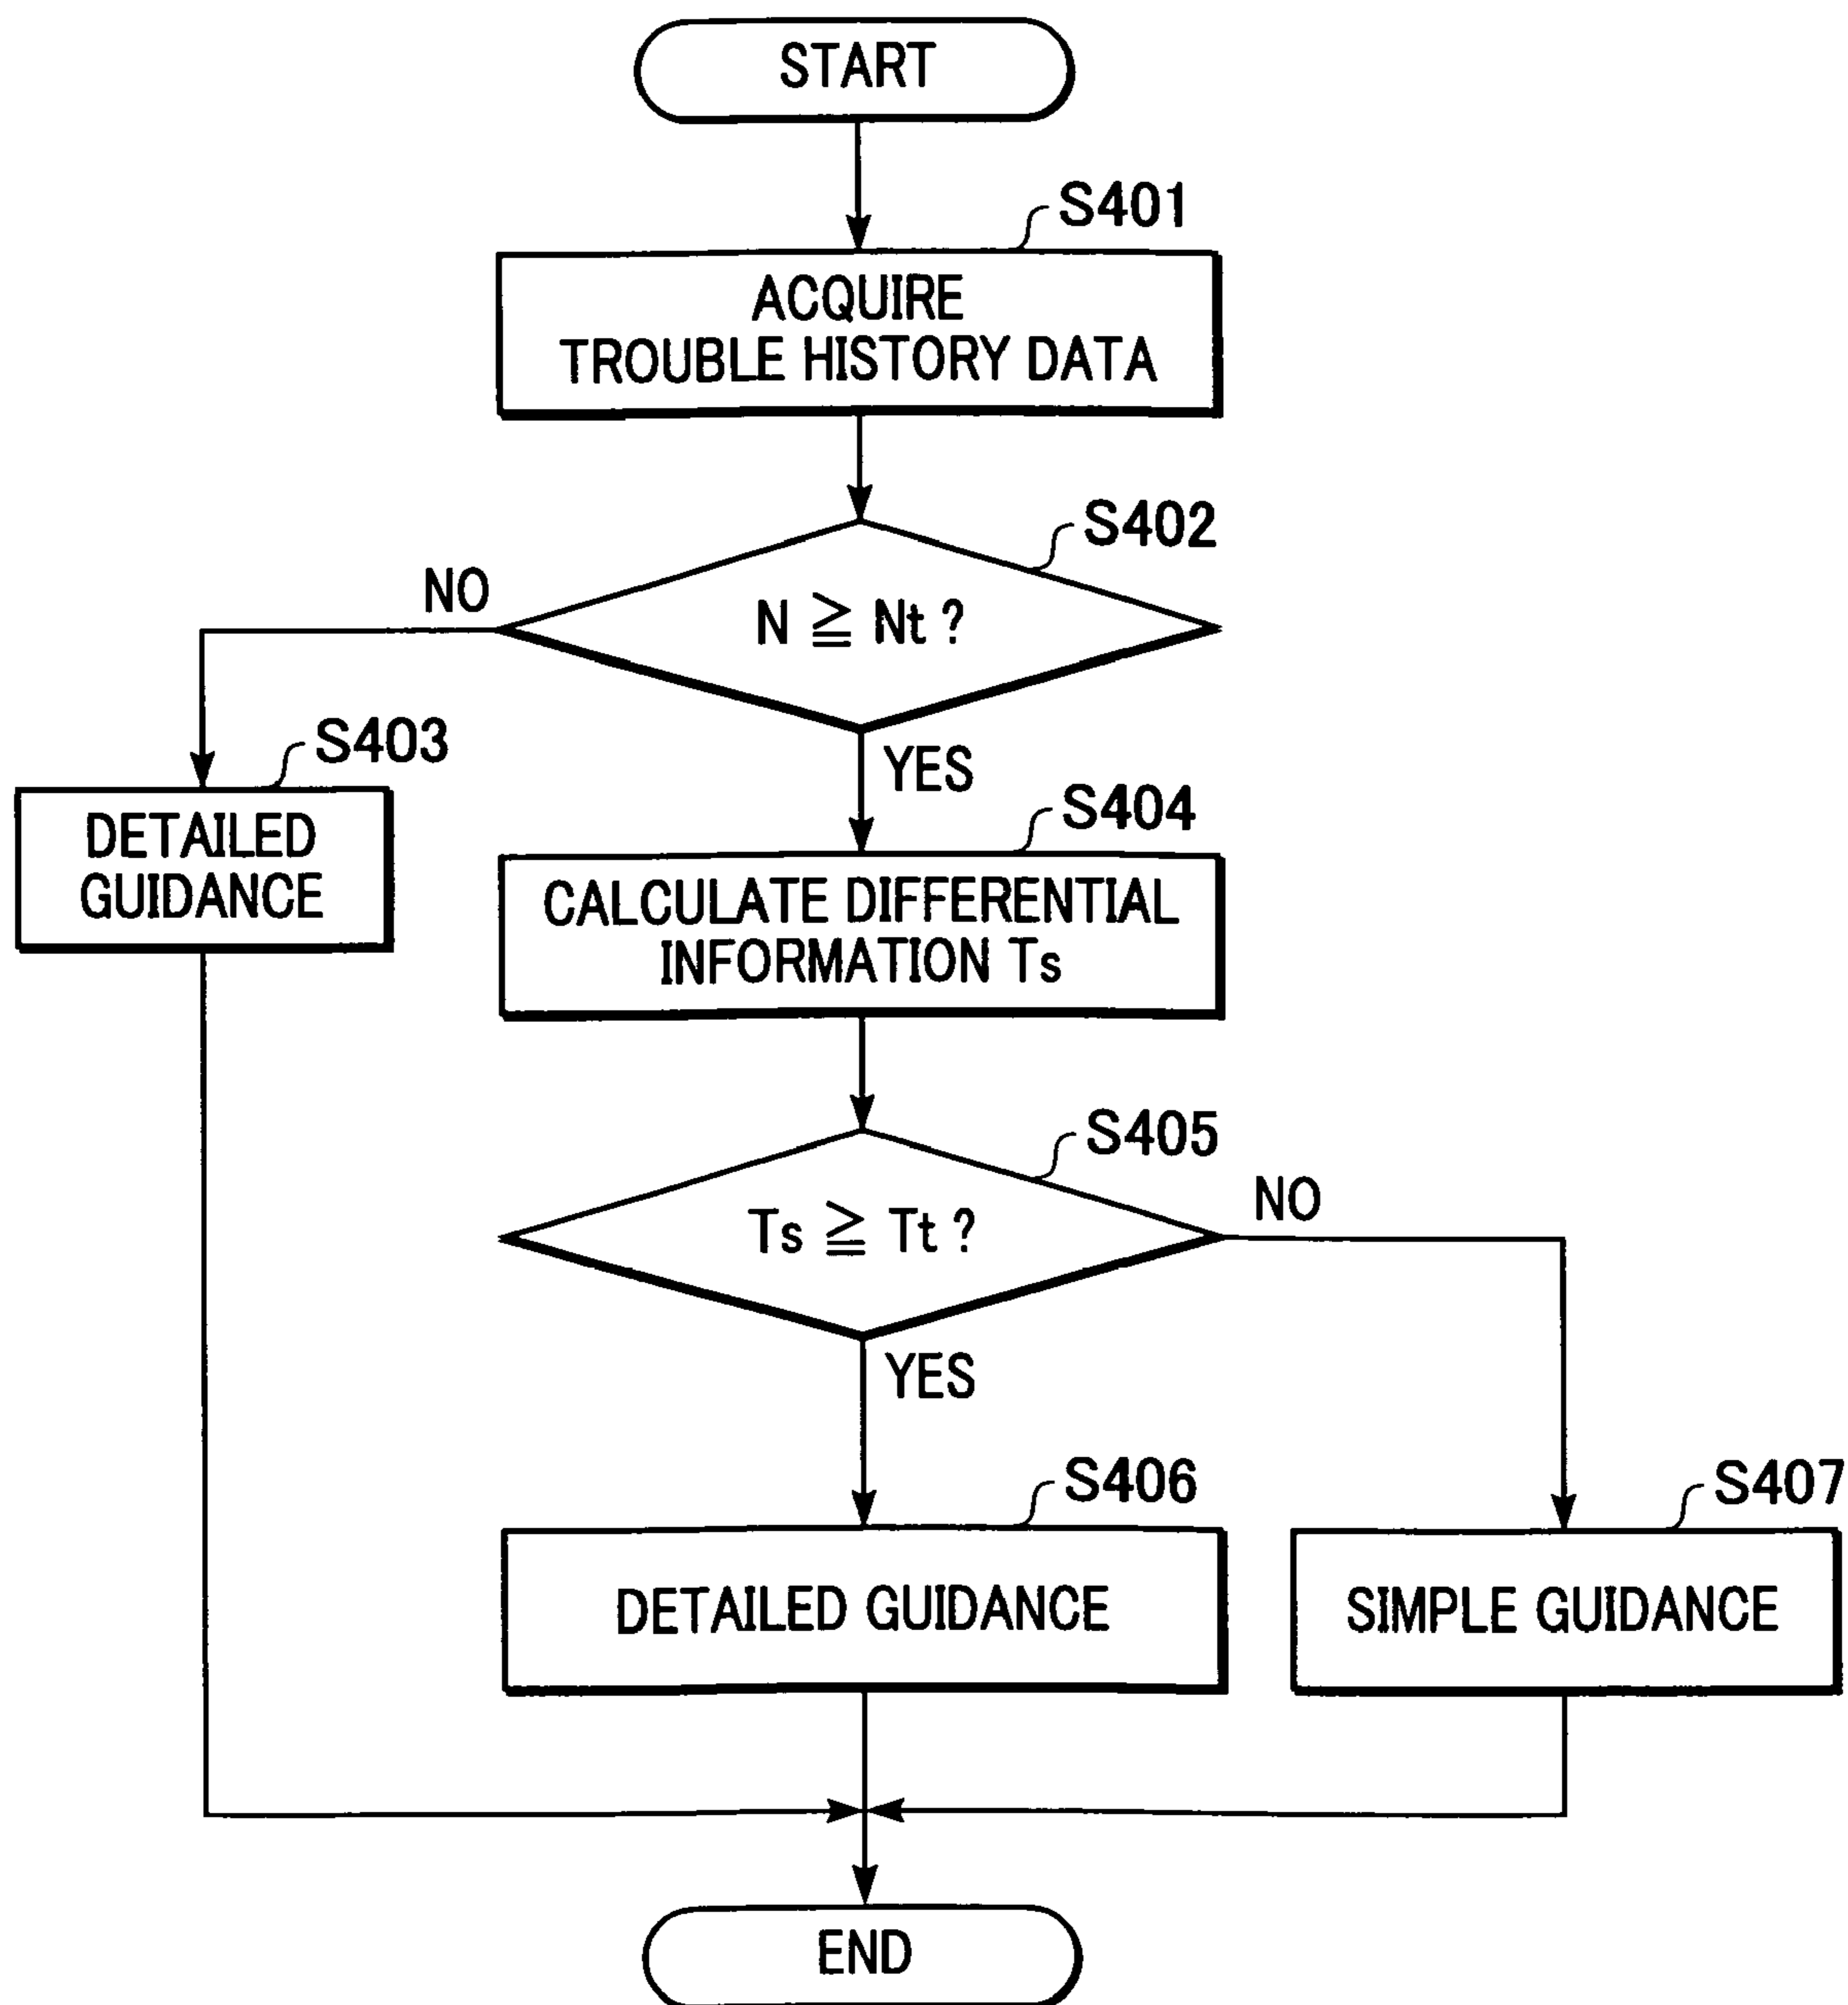 START
S401
ACQUIRE
TROUBLE HISTORY DATA
S402
NO
N ≧ Nt ?
YES
S403
DETAILED
GUIDANCE
S404
CALCULATE DIFFERENTIAL
INFORMATION Ts
S405
NO
Ts ≧ Tt ?
YES
S406
DETAILED GUIDANCE
S407
SIMPLE GUIDANCE
END